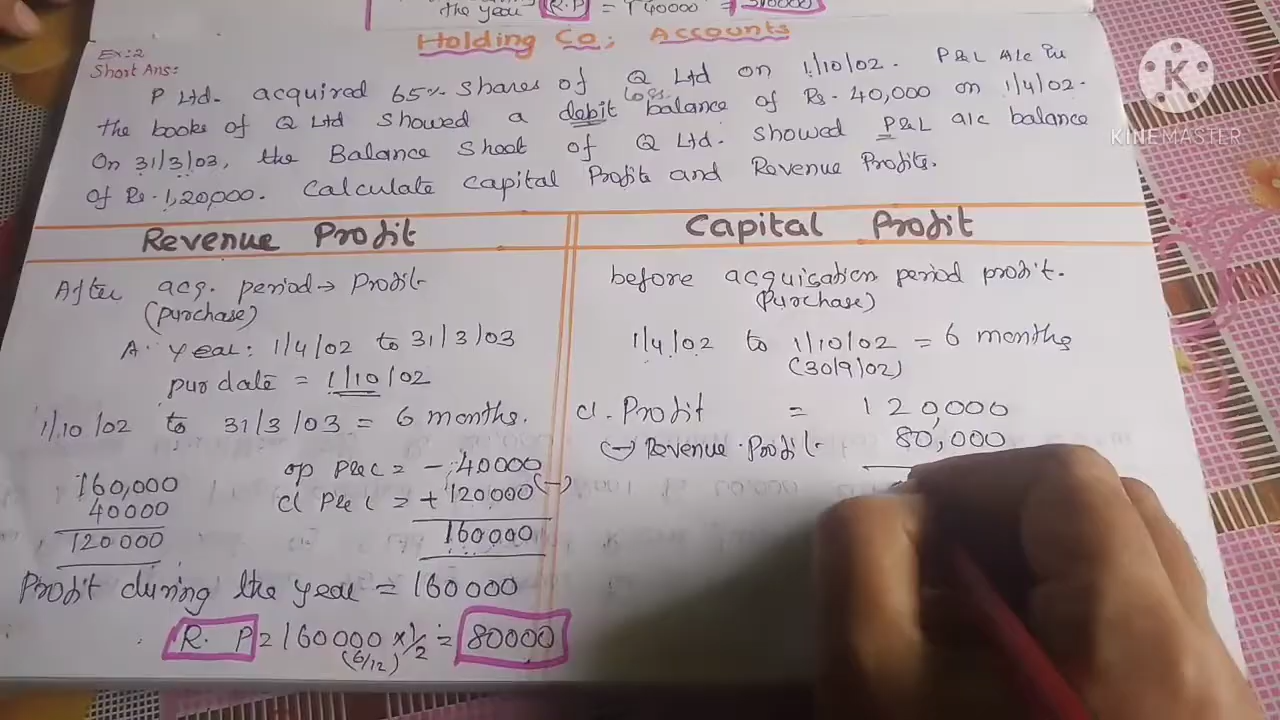 the year R.P = 140000 =
Holding Co; Accounts
Ex:2
Short Ans:
P Ltd. acquired 65% shares of Q Ltd on 1/10/02. P&L A/c in
loss
the books of Q Ltd showed a debit balance of Rs. 40,000 on 1/4/02.
On 31/3/03, the Balance Sheet of Q Ltd. showed P&L a/c balance
of Rs. 1,20,000. Calculate Capital Profit and Revenue Profits.
Revenue Profit
After acq. period → Profit
(purchase)
A. year: 1/4/02 to 31/3/03
pur date = 1/10/02
1/10/02 to 31/3/03 = 6 months.
op P&L = - 40000
cl P&L = + 120000 (-)
160000
160,000
40000
120000
Profit during the year = 160000
R. P = 160000 x 1/2 = 80000
(6/12)
Capital Profit
before acquisation period profit.
(purchase)
1/4/02 to 1/10/02 = 6 months
(30/9/02)
cl. Profit = 120,000
(-) Revenue Profit 80,000
K
KINEMASTER